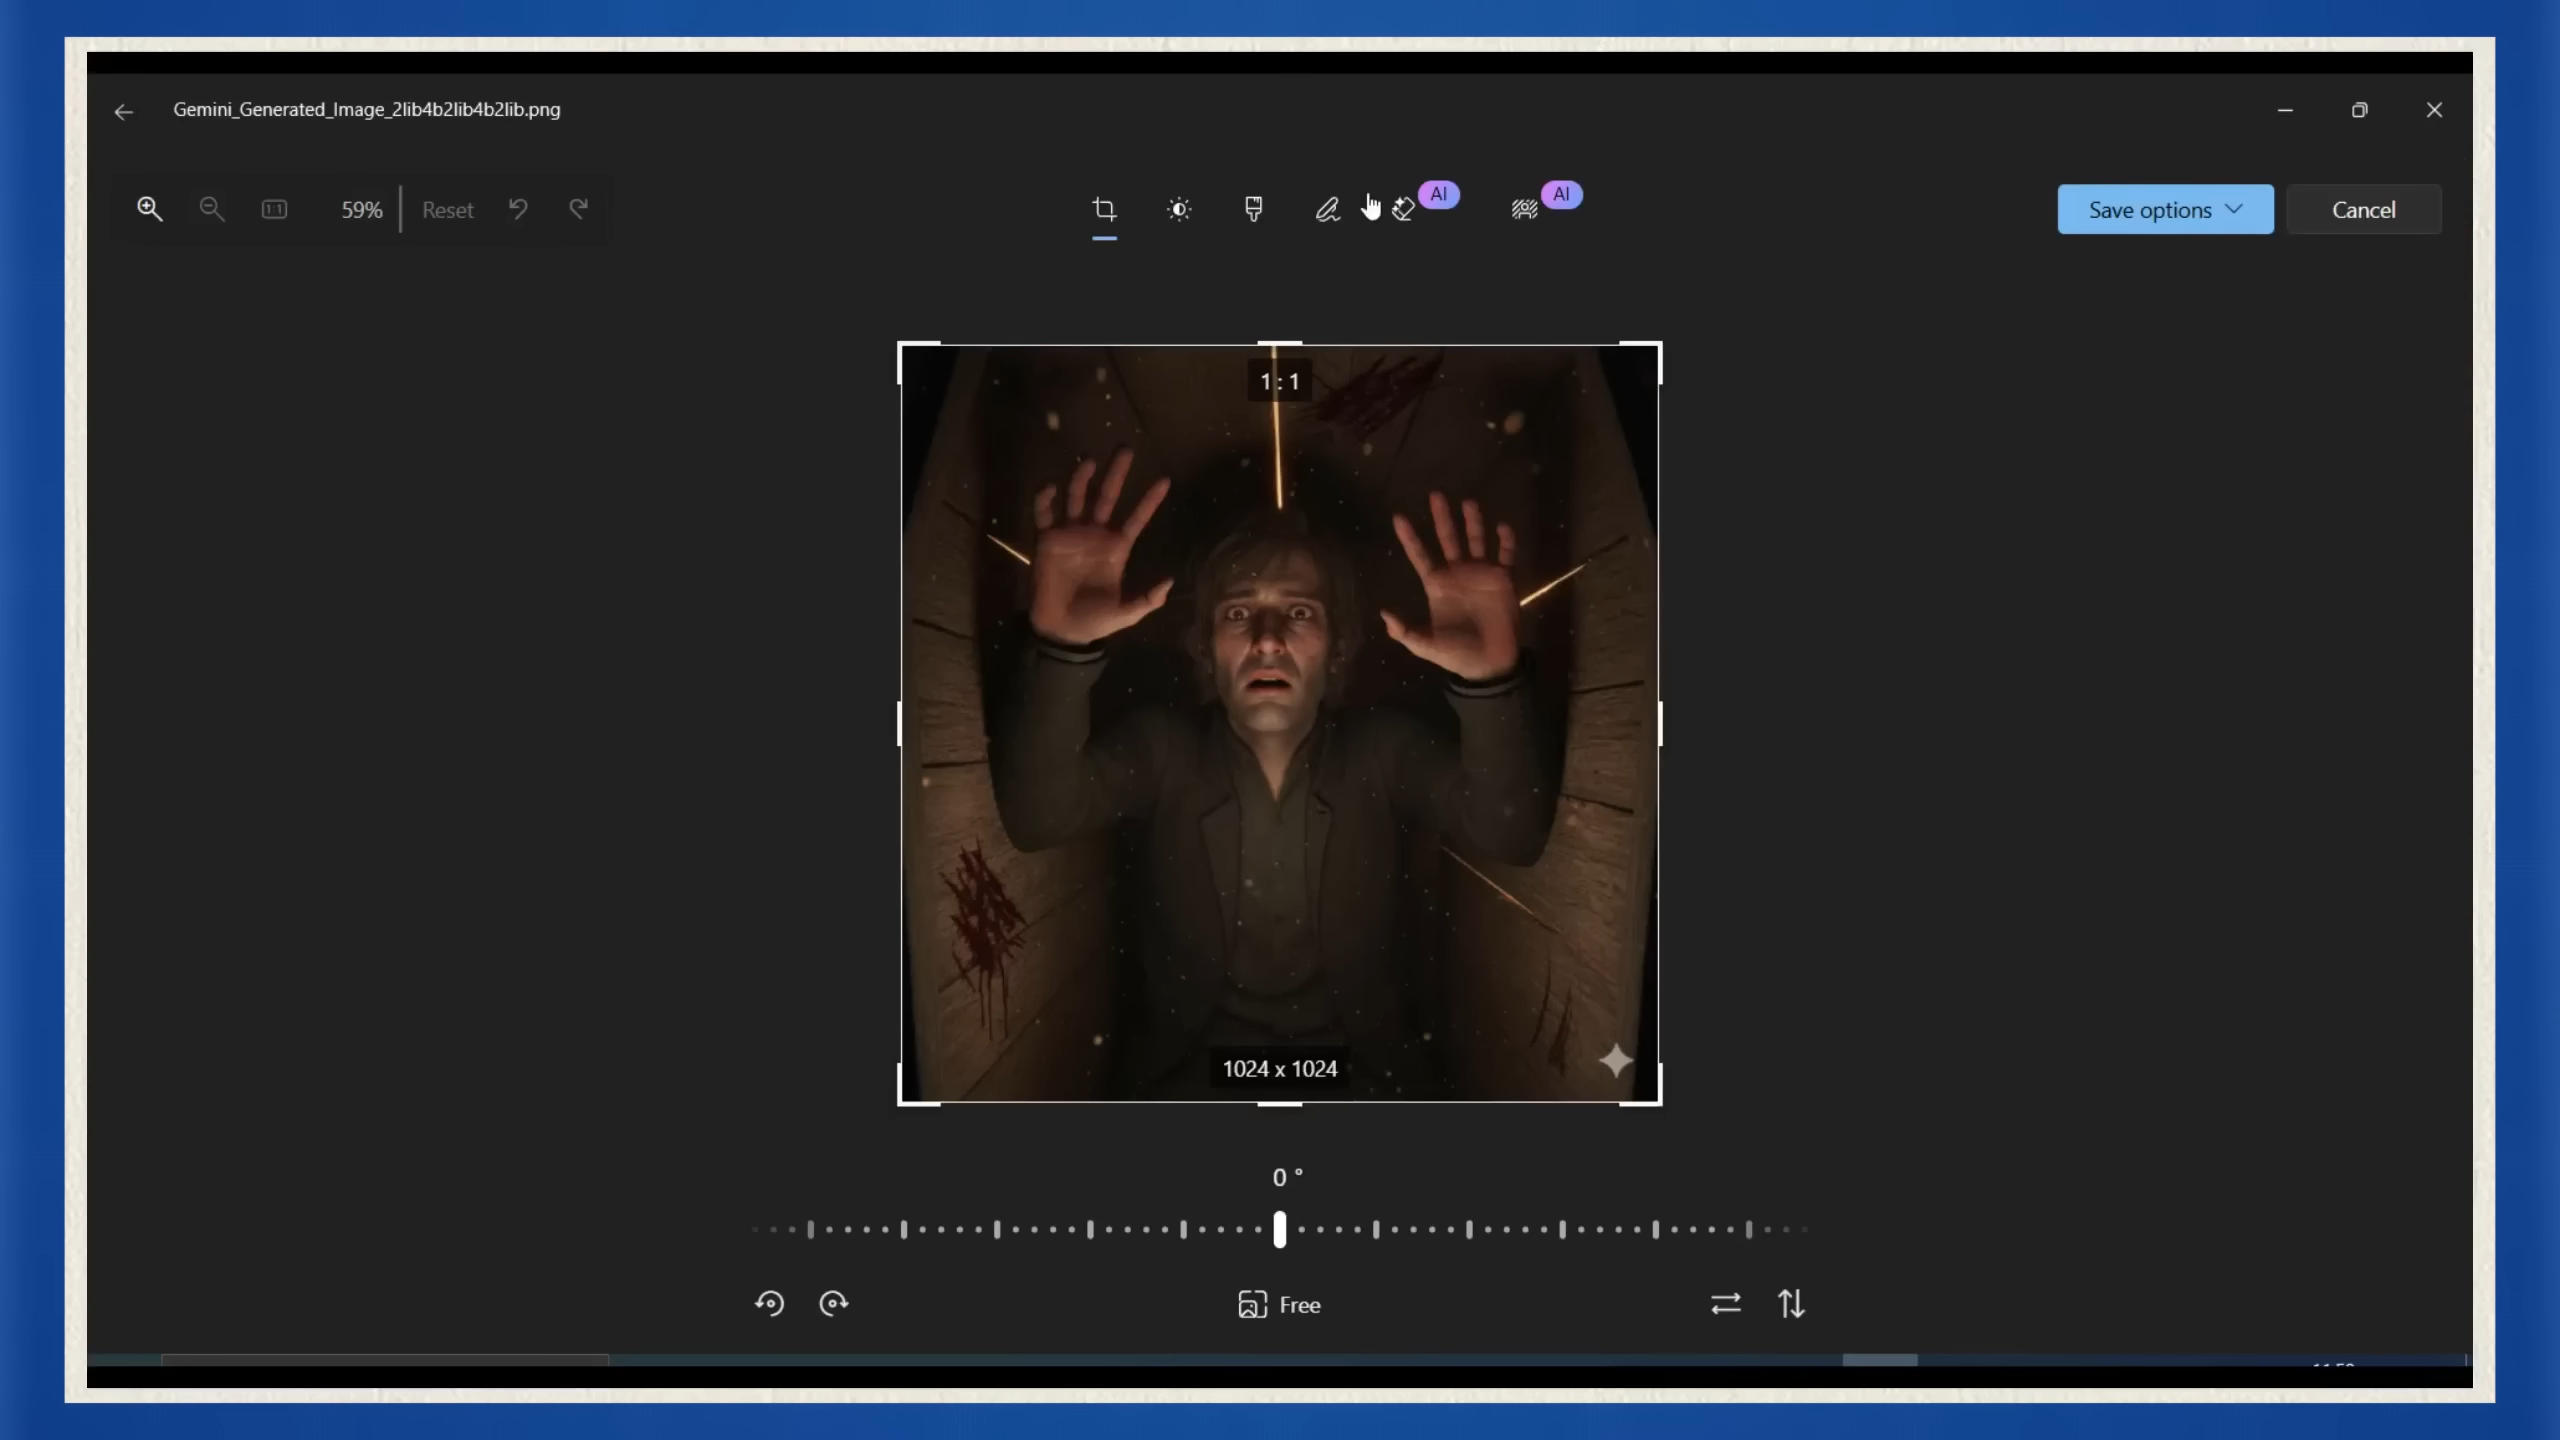 Gemini_Generated_Image_2lib4b2lib4b2lib.png
59%
Reset
AI
AI
Save options
Cancel
1:1
1024 x 1024
0 °
Free